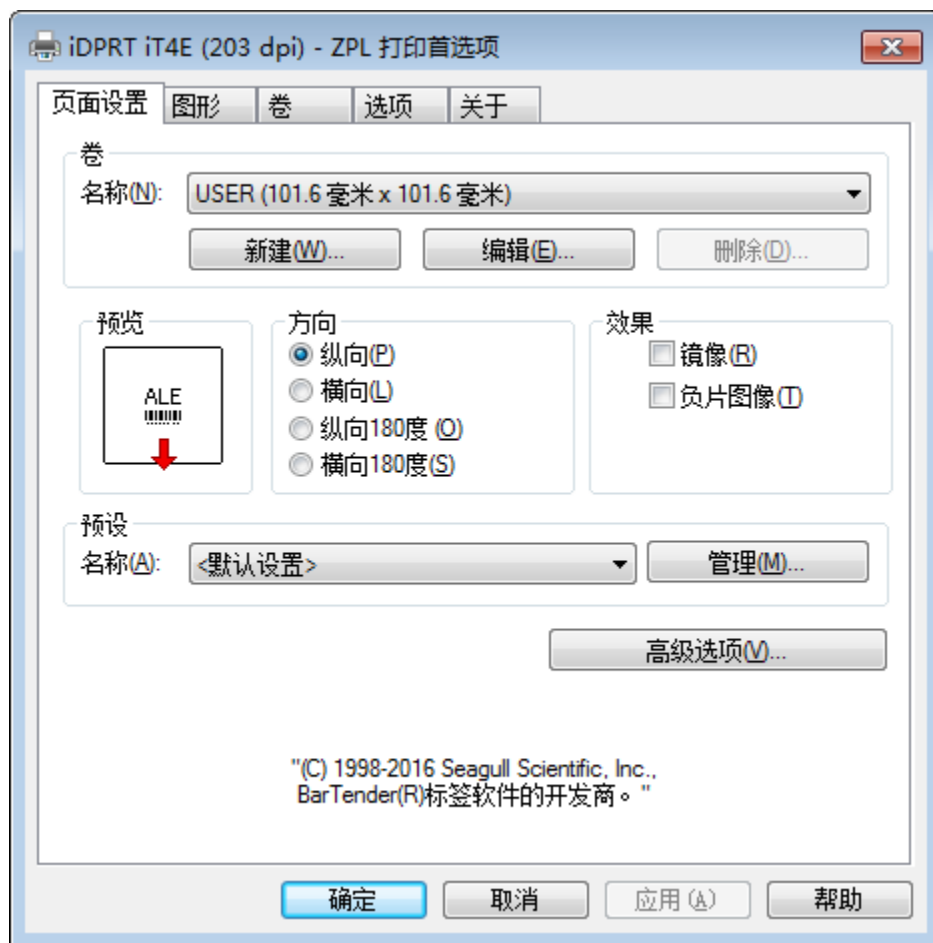 iDPRT iT4E (203 dpi) - ZPL 打印首选项
页面设置 图形 卷 选项 关于
卷
名称(N): USER (101.6 毫米 x 101.6 毫米)
新建(W)... 编辑(E)... 删除(D)...
预览 方向 效果
ALE
纵向(P) 镜像(R)
横向(L) 负片图像(T)
纵向180度 (O)
横向180度(S)
预设
名称(A): <默认设置> 管理(M)...
高级选项(V)...
"(C) 1998-2016 Seagull Scientific, Inc.,
BarTender(R)标签软件的开发商。"
确定 取消 应用 (A) 帮助